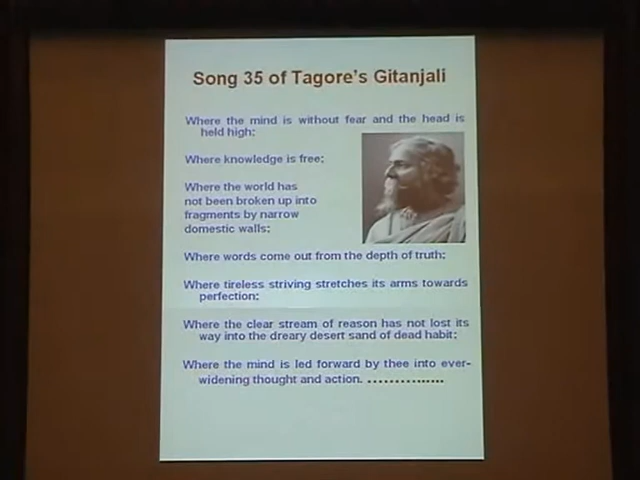 Song 35 of Tagore's Gitanjali
Where the mind is without fear and the head is
held high;
Where knowledge is free;
Where the world has
not been broken up into
fragments by narrow
domestic walls;
Where words come out from the depth of truth;
Where tireless striving stretches its arms towards
perfection;
Where the clear stream of reason has not lost its
way into the dreary desert sand of dead habit;
Where the mind is led forward by thee into ever-
widening thought and action. ................